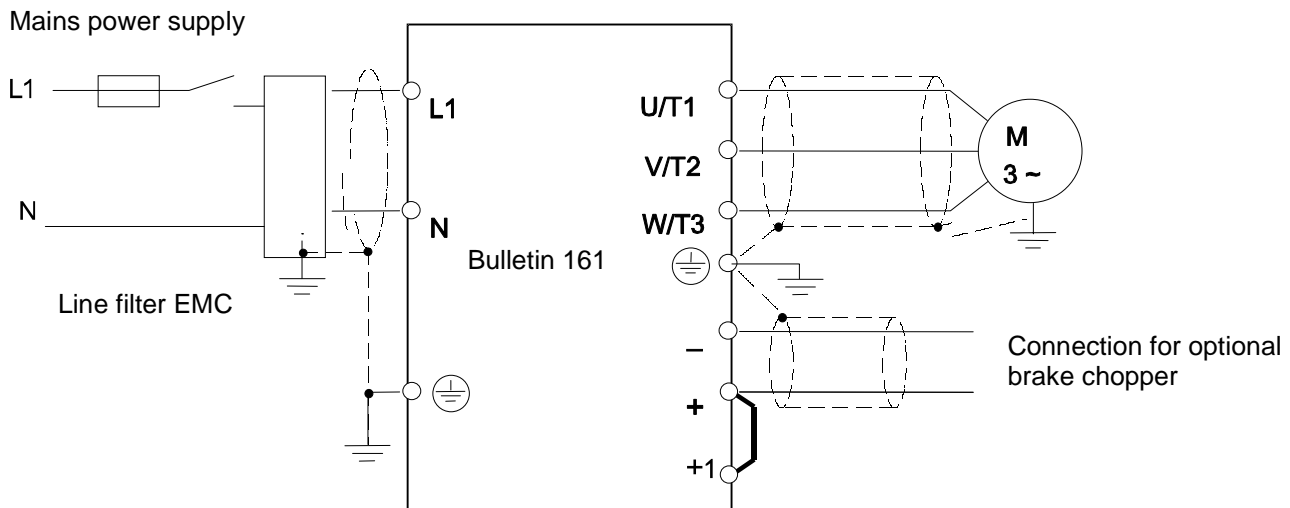 Mains power supply
L1
L1
U/T1
M
3 ~
V/T2
N
N
W/T3
Bulletin 161
Line filter EMC
–
Connection for optional
brake chopper
+
+1